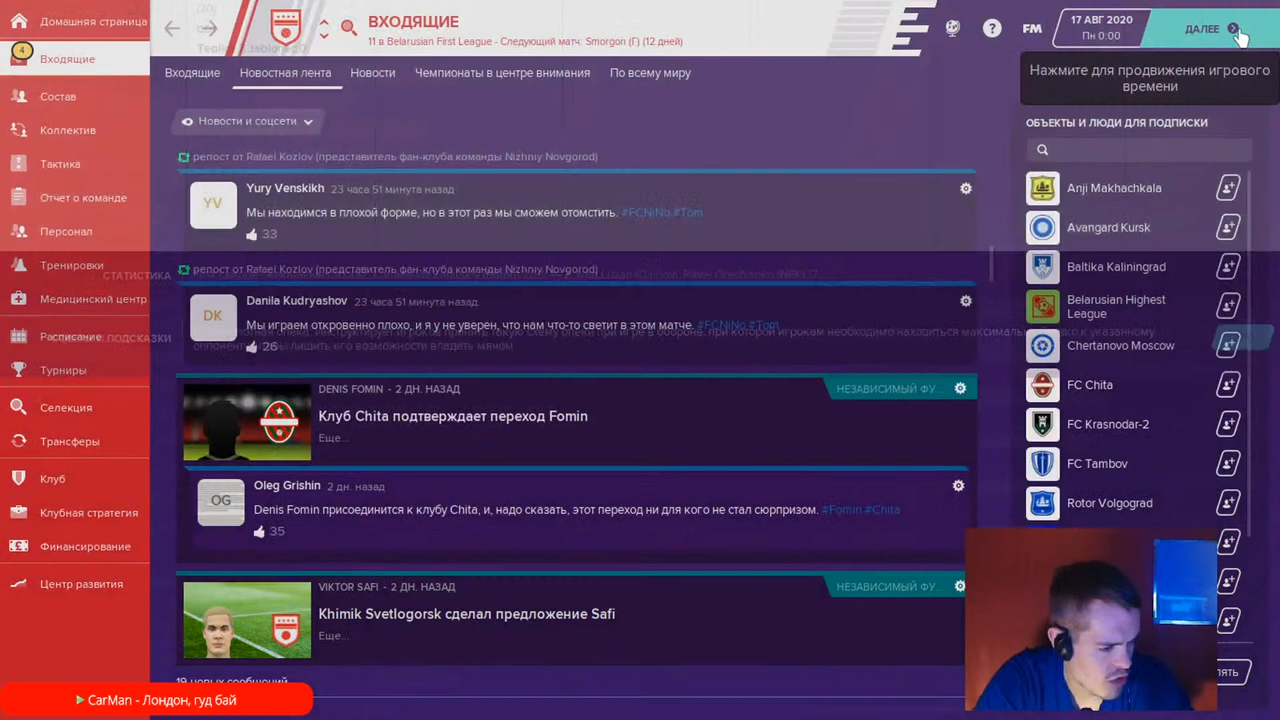 Домашняя страница
ВХОДЯЩИЕ
11 в Belarusian First League - Следующий матч: Smorgon (Г) (12 дней)
FM
17 АВГ 2020
Пн 0:00
ДАЛЕЕ
Нажмите для продвижения игрового
времени
4
Входящие
Состав
Коллектив
Тактика
Отчет о команде
Персонал
Тренировки
Медицинский центр
Расписание
Турниры
Селекция
Трансферы
Клуб
Клубная стратегия
Финансирование
Центр развития
Входящие
Новостная лента
Новости
Чемпионаты в центре внимания
По всему миру
Новости и соцсети
репост от Rafael Kozlov (представитель фан-клуба команды Nizhniy Novgorod)
YV
Yury Venskikh 23 часа 51 минута назад
Мы находимся в плохой форме, но в этот раз мы сможем отомстить. #FCNiNo #Tom
33
репост от Rafael Kozlov (представитель фан-клуба команды Nizhniy Novgorod)
СТАТИСТИКА
DK
Danila Kudryashov 23 часа 51 минута назад
Мы играем откровенно плохо, и я у не уверен, что нам что-то светит в этом матче. #FCNiNo #Tom
26
DENIS FOMIN - 2 ДН. НАЗАД
НЕЗАВИСИМЫЙ ФУ...
Клуб Chita подтверждает переход Fomin
Еще...
OG
Oleg Grishin 2 дн. назад
Denis Fomin присоединится к клубу Chita, и, надо сказать, этот переход ни для кого не стал сюрпризом. #Fomin #Chita
35
VIKTOR SAFI - 2 ДН. НАЗАД
НЕЗАВИСИМЫЙ ФУ...
Khimik Svetlogorsk сделал предложение Safi
Еще...
19 новых сообщений
ОБЪЕКТЫ И ЛЮДИ ДЛЯ ПОДПИСКИ
Anji Makhachkala
Avangard Kursk
Baltika Kaliningrad
Belarusian Highest
League
Chertanovo Moscow
FC Chita
FC Krasnodar-2
FC Tambov
Rotor Volgograd
CarMan - Лондон, гуд бай